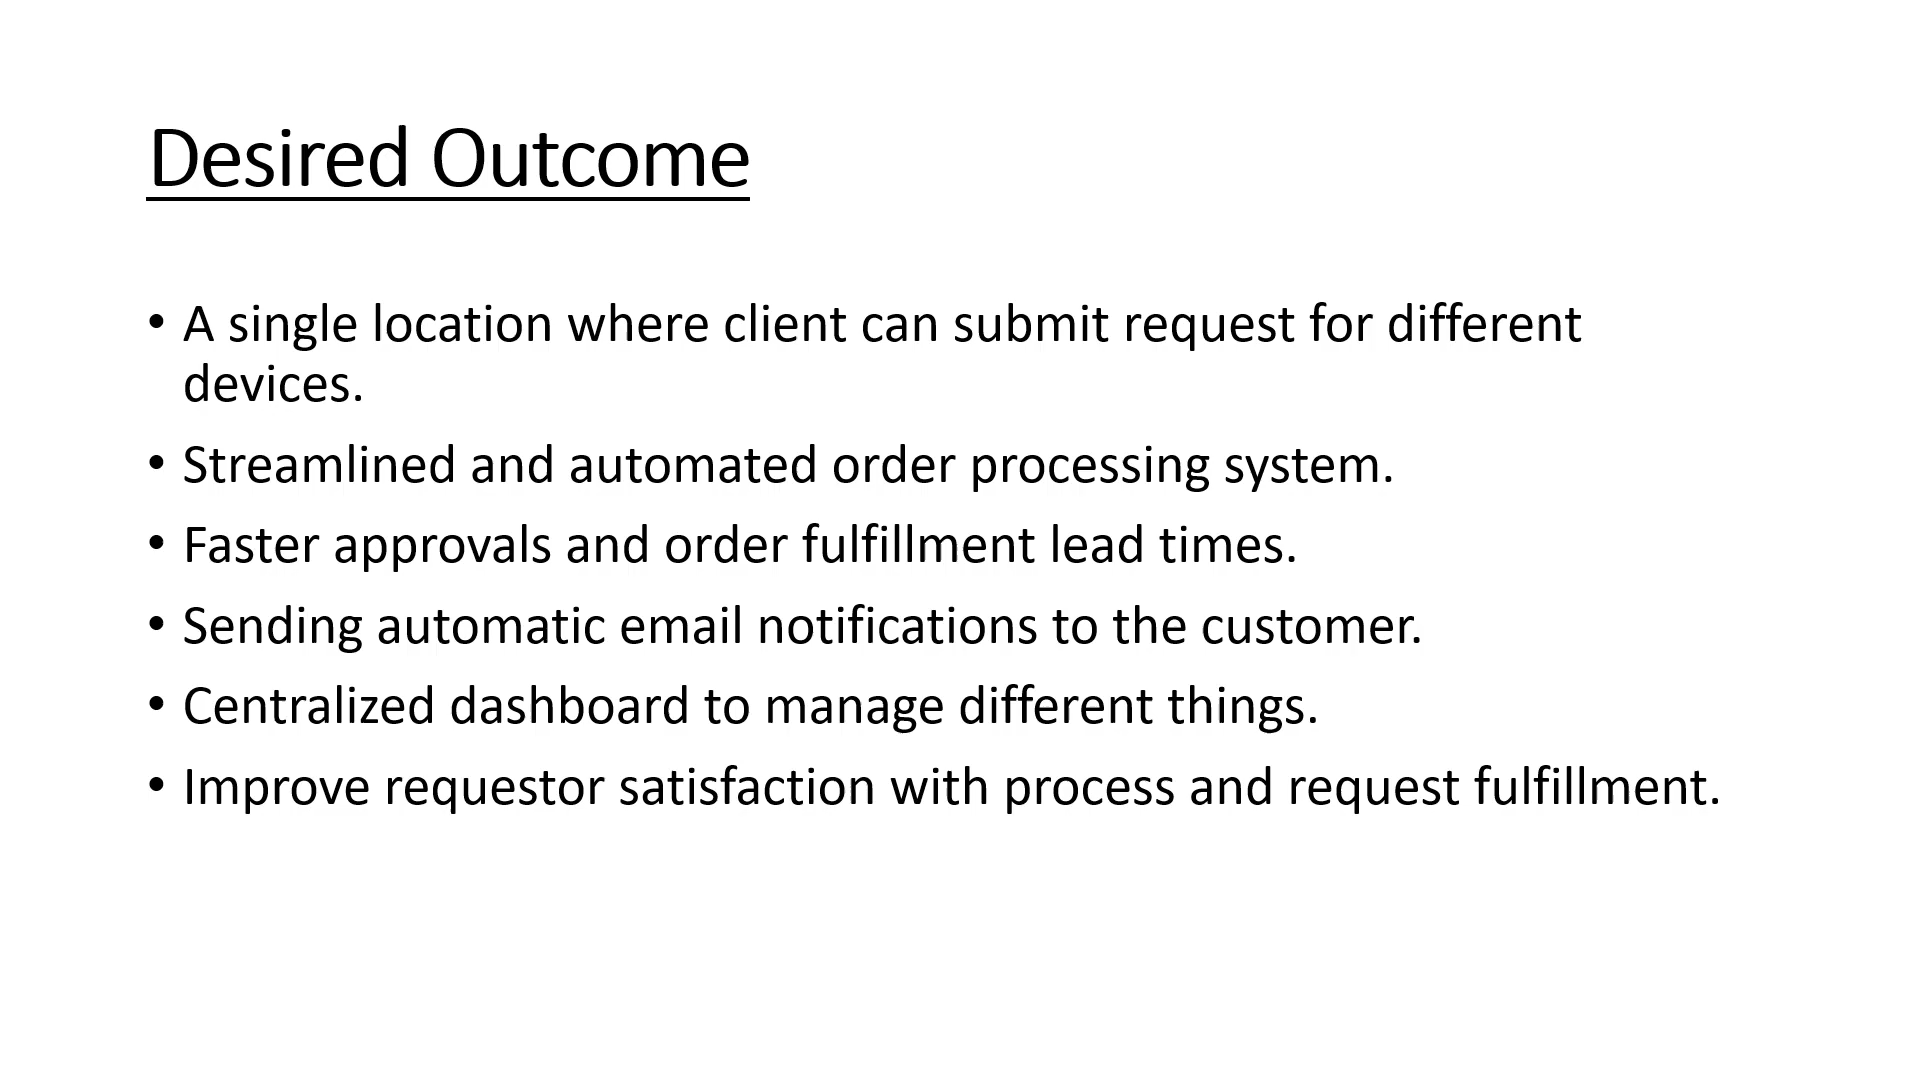 Desired Outcome
• A single location where client can submit request for different
devices.
• Streamlined and automated order processing system.
• Faster approvals and order fulfillment lead times.
• Sending automatic email notifications to the customer.
• Centralized dashboard to manage different things.
• Improve requestor satisfaction with process and request fulfillment.